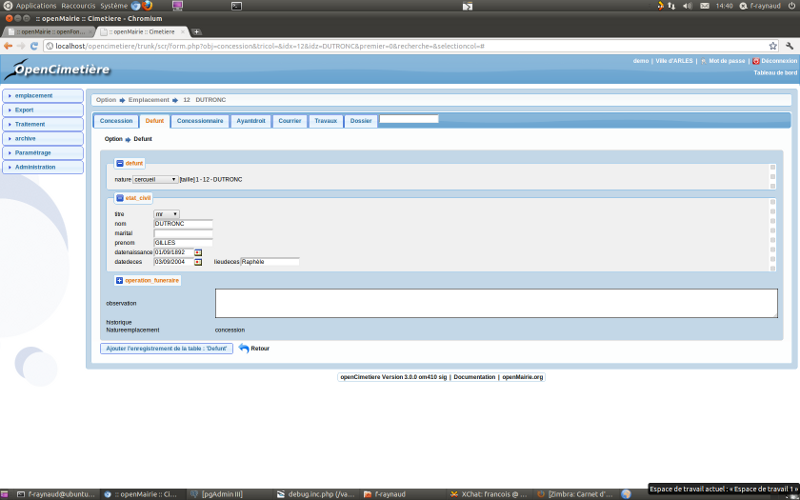 Applications Raccourcis Système 14:40 f-raynaud
:: openMairie :: Cimetiere - Chromium
:: openmairie :: openfon... :: openMairie :: Cimetiere
localhost/opencimetiere/trunk/scr/form.php?obj=concession&tricol=&idx=12&idz=DUTRONC&premier=0&recherche=&selectioncol=#
OpenCimetière
demo | Ville d'ARLES | Mot de passe | Déconnexion
Tableau de bord
emplacement
Export
Traitement
archive
Paramétrage
Administration
Option Emplacement 12 DUTRONC
Concession Defunt Concessionnaire Ayantdroit Courrier Travaux Dossier
Option Defunt
defunt
nature cercueil [taille] 1 - 12 - DUTRONC
etat_civil
titre mr
nom DUTRONC
marital
prenom GILLES
datenaissance 01/09/1892
datedeces 03/09/2004 lieudeces Raphèle
operation_funeraire
observation
historique
Natureemplacement concession
Ajouter l'enregistrement de la table : 'Defunt' Retour
openCimetiere Version 3.0.0 om410 sig | Documentation | openMairie.org
Espace de travail actuel : « Espace de travail 1 »
f-raynaud@ubuntu... :: openMairie :: Ci... [pgAdmin III] debug.inc.php (/va... f-raynaud XChat: francois @ ... [Zimbra: Carnet d'...